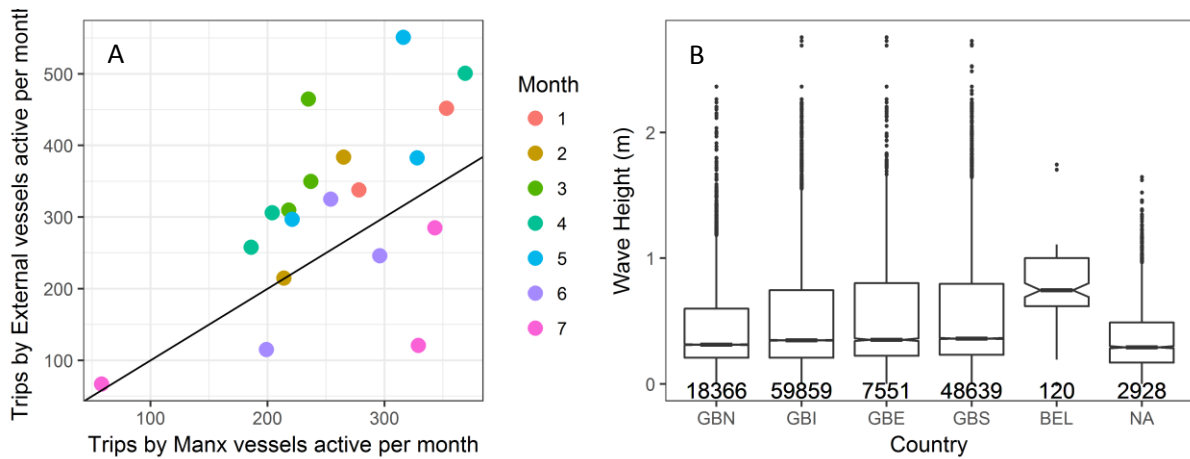 A
Trips by External vessels active per month
500
400
300
200
100
100
200
300
Trips by Manx vessels active per month
Month
1
2
3
4
5
6
7
B
Wave Height (m)
2
1
0
18366
59859
7551
48639
120
2928
GBN
GBI
GBE
GBS
BEL
NA
Country